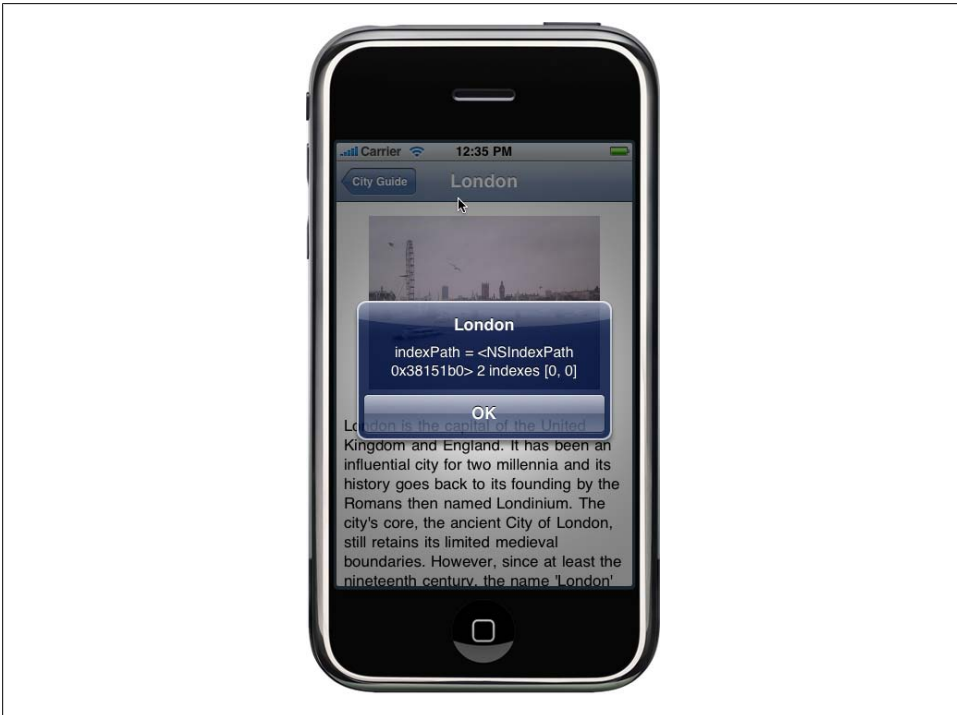 Carrier 12:35 PM
City Guide London
London
indexPath = <NSIndexPath
0x38151b0> 2 indexes [0, 0]
OK
London is the capital of the United
Kingdom and England. It has been an
influential city for two millennia and its
history goes back to its founding by the
Romans then named Londinium. The
city's core, the ancient City of London,
still retains its limited medieval
boundaries. However, since at least the
nineteenth century, the name 'London'